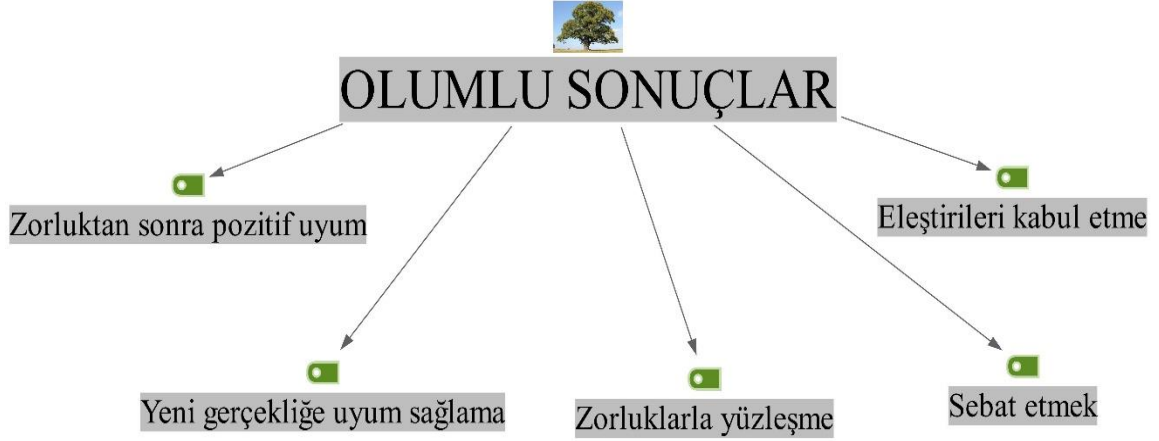 OLUMLU SONUÇLAR
Zorluktan sonra pozitif uyum
Eleştirileri kabul etme
Yeni gerçekliğe uyum sağlama
Zorluklarla yüzleşme
Sebat etmek